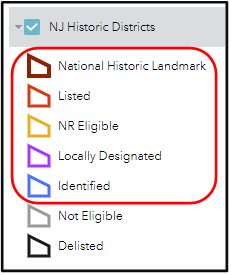 NJ Historic Districts
National Historic Landmark
Listed
NR Eligible
Locally Designated
Identified
Not Eligible
Delisted